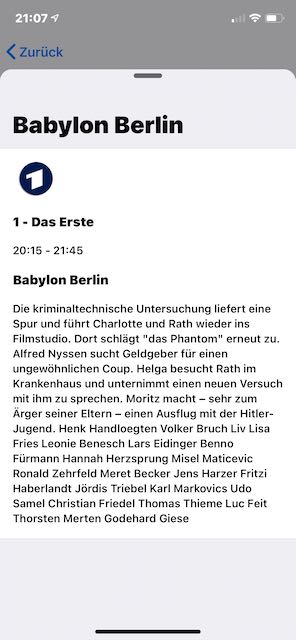 21:07
Zurück
Babylon Berlin
1
1 - Das Erste
20:15 - 21:45
Babylon Berlin
Die kriminaltechnische Untersuchung liefert eine
Spur und führt Charlotte und Rath wieder ins
Filmstudio. Dort schlägt "das Phantom" erneut zu.
Alfred Nyssen sucht Geldgeber für einen
ungewöhnlichen Coup. Helga besucht Rath im
Krankenhaus und unternimmt einen neuen Versuch
mit ihm zu sprechen. Moritz macht – sehr zum
Ärger seiner Eltern – einen Ausflug mit der Hitler-
Jugend. Henk Handloegten Volker Bruch Liv Lisa
Fries Leonie Benesch Lars Eidinger Benno
Fürmann Hannah Herzsprung Misel Maticevic
Ronald Zehrfeld Meret Becker Jens Harzer Fritzi
Haberlandt Jördis Triebel Karl Markovics Udo
Samel Christian Friedel Thomas Thieme Luc Feit
Thorsten Merten Godehard Giese